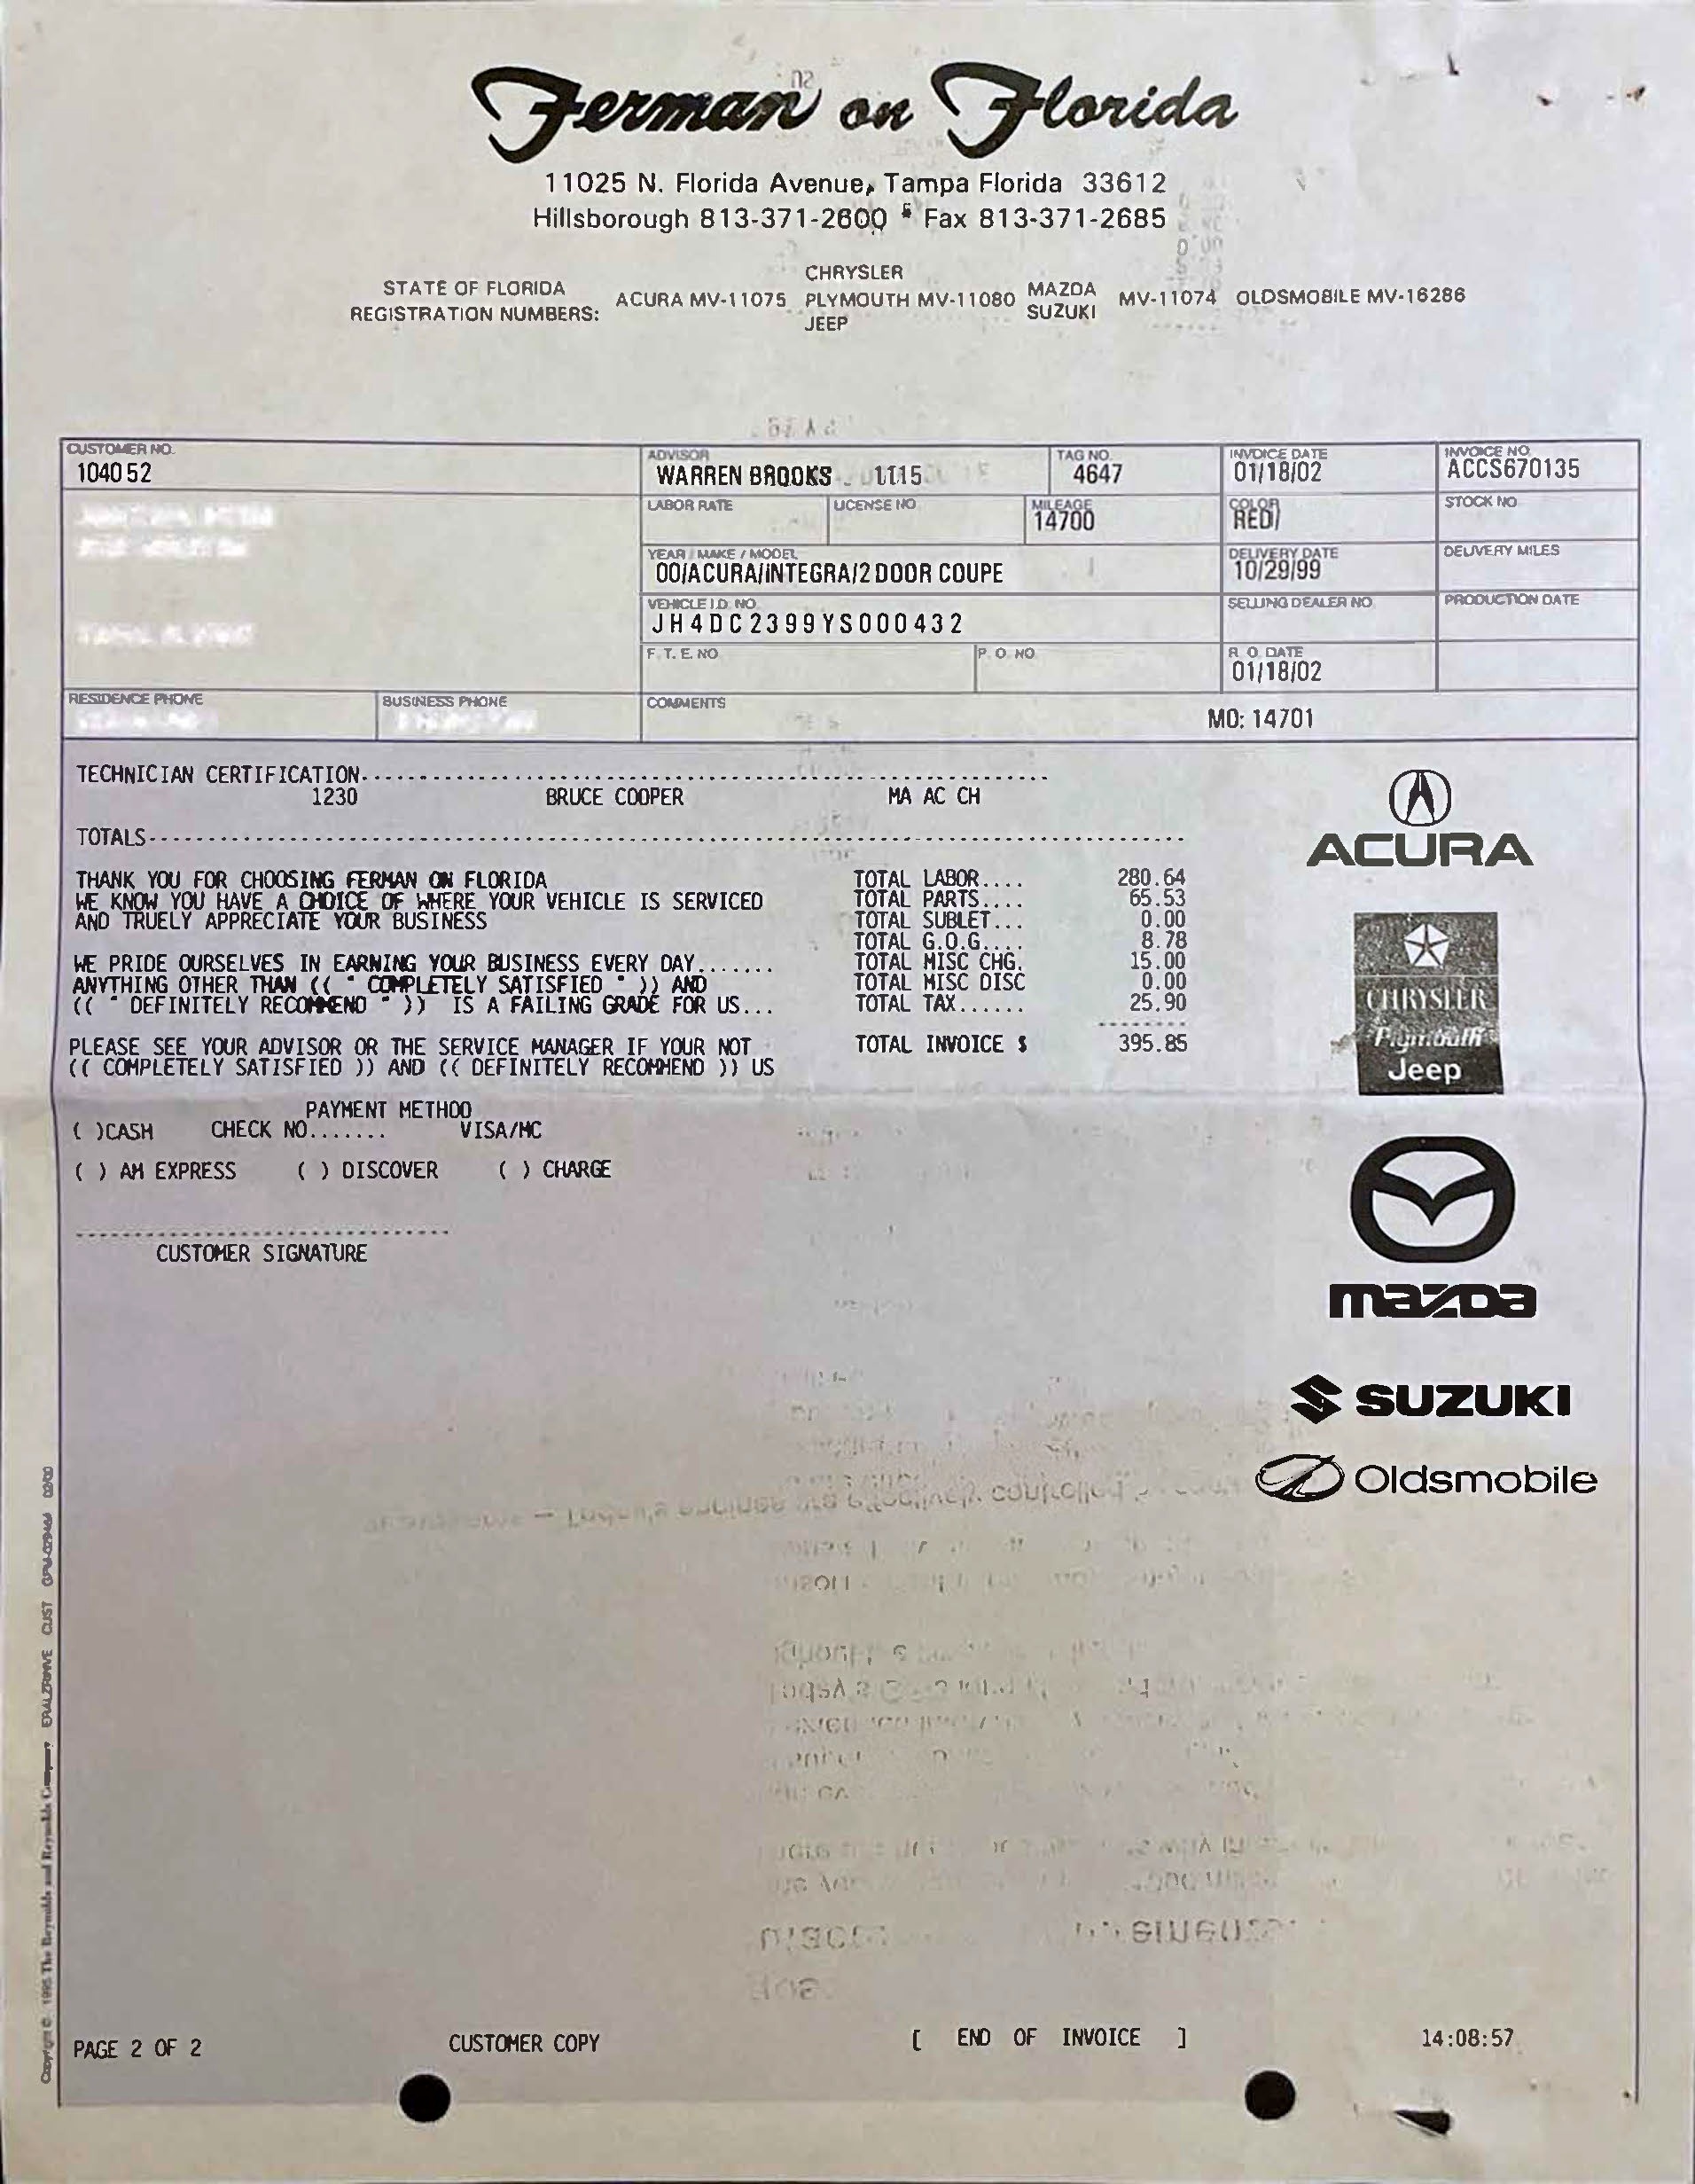 Ferman on Florida
11025 N. Florida Avenue, Tampa Florida 33612
Hillsborough 813-371-2600 * Fax 813-371-2685
STATE OF FLORIDA
REGISTRATION NUMBERS:
ACURA MV-11075
CHRYSLER
PLYMOUTH MV-11080
JEEP
MAZDA
SUZUKI
MV-11074
OLDSMOBILE MV-16286
CUSTOMER NO.
104052
ADVISOR
WARREN BROOKS 1115
TAG NO.
4647
INVOICE DATE
01/18/02
INVOICE NO.
ACCS670135
LABOR RATE
LICENSE NO.
MILEAGE
14700
COLOR
RED/
STOCK NO.
YEAR / MAKE / MODEL
00/ACURA/INTEGRA/2 DOOR COUPE
DELIVERY DATE
10/29/99
DELIVERY MILES
VEHICLE I.D. NO.
JH4DC2399YS000432
SELLING DEALER NO.
PRODUCTION DATE
F. T. E. NO.
P. O. NO.
R. O. DATE
01/18/02
RESIDENCE PHONE
BUSINESS PHONE
COMMENTS
MO: 14701
TECHNICIAN CERTIFICATION------------------------------------------------
1230 BRUCE COOPER MA AC CH
TOTALS------------------------------------------------------------------
THANK YOU FOR CHOOSING FERMAN ON FLORIDA
WE KNOW YOU HAVE A CHOICE OF WHERE YOUR VEHICLE IS SERVICED
AND TRUELY APPRECIATE YOUR BUSINESS
WE PRIDE OURSELVES IN EARNING YOUR BUSINESS EVERY DAY.......
ANYTHING OTHER THAN (( " COMPLETELY SATISFIED " )) AND
(( " DEFINITELY RECOMMEND " )) IS A FAILING GRADE FOR US...
PLEASE SEE YOUR ADVISOR OR THE SERVICE MANAGER IF YOUR NOT
(( COMPLETELY SATISFIED )) AND (( DEFINITELY RECOMMEND )) US
TOTAL LABOR.... 280.64
TOTAL PARTS.... 65.53
TOTAL SUBLET... 0.00
TOTAL G.O.G.... 8.78
TOTAL MISC CHG. 15.00
TOTAL MISC DISC 0.00
TOTAL TAX...... 25.90
TOTAL INVOICE $ 395.85
PAYMENT METHOD
( )CASH CHECK NO....... VISA/MC
( ) AM EXPRESS ( ) DISCOVER ( ) CHARGE
CUSTOMER SIGNATURE
ACURA
CHRYSLER
Plymouth
Jeep
mazda
SUZUKI
Oldsmobile
Copyright © 1995 The Reynolds and Reynolds Company
PAGE 2 OF 2 CUSTOMER COPY [ END OF INVOICE ] 14:08:57